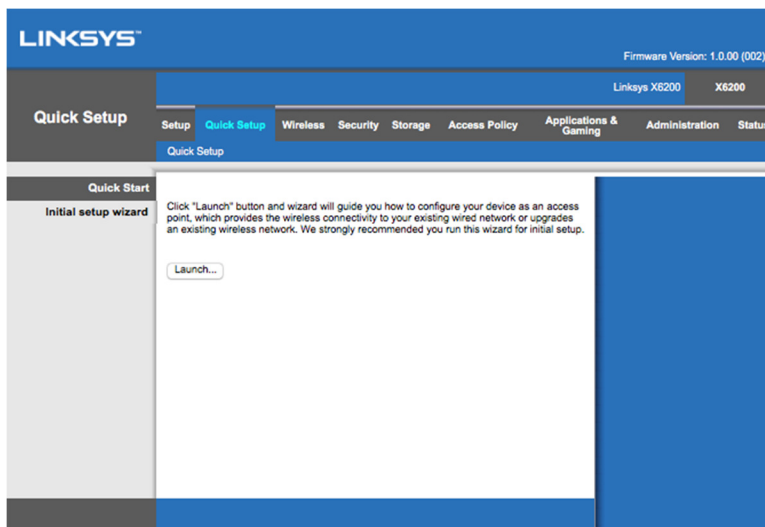 LINKSYS™
Firmware Version: 1.0.00 (002)
Linksys X6200 X6200
Quick Setup
Setup Quick Setup Wireless Security Storage Access Policy Applications & Gaming Administration
Quick Setup
Quick Start
Initial setup wizard
Click "Launch" button and wizard will guide you how to configure your device as an access
point, which provides the wireless connectivity to your existing wired network or upgrades
an existing wireless network. We strongly recommended you run this wizard for initial setup.
Launch...